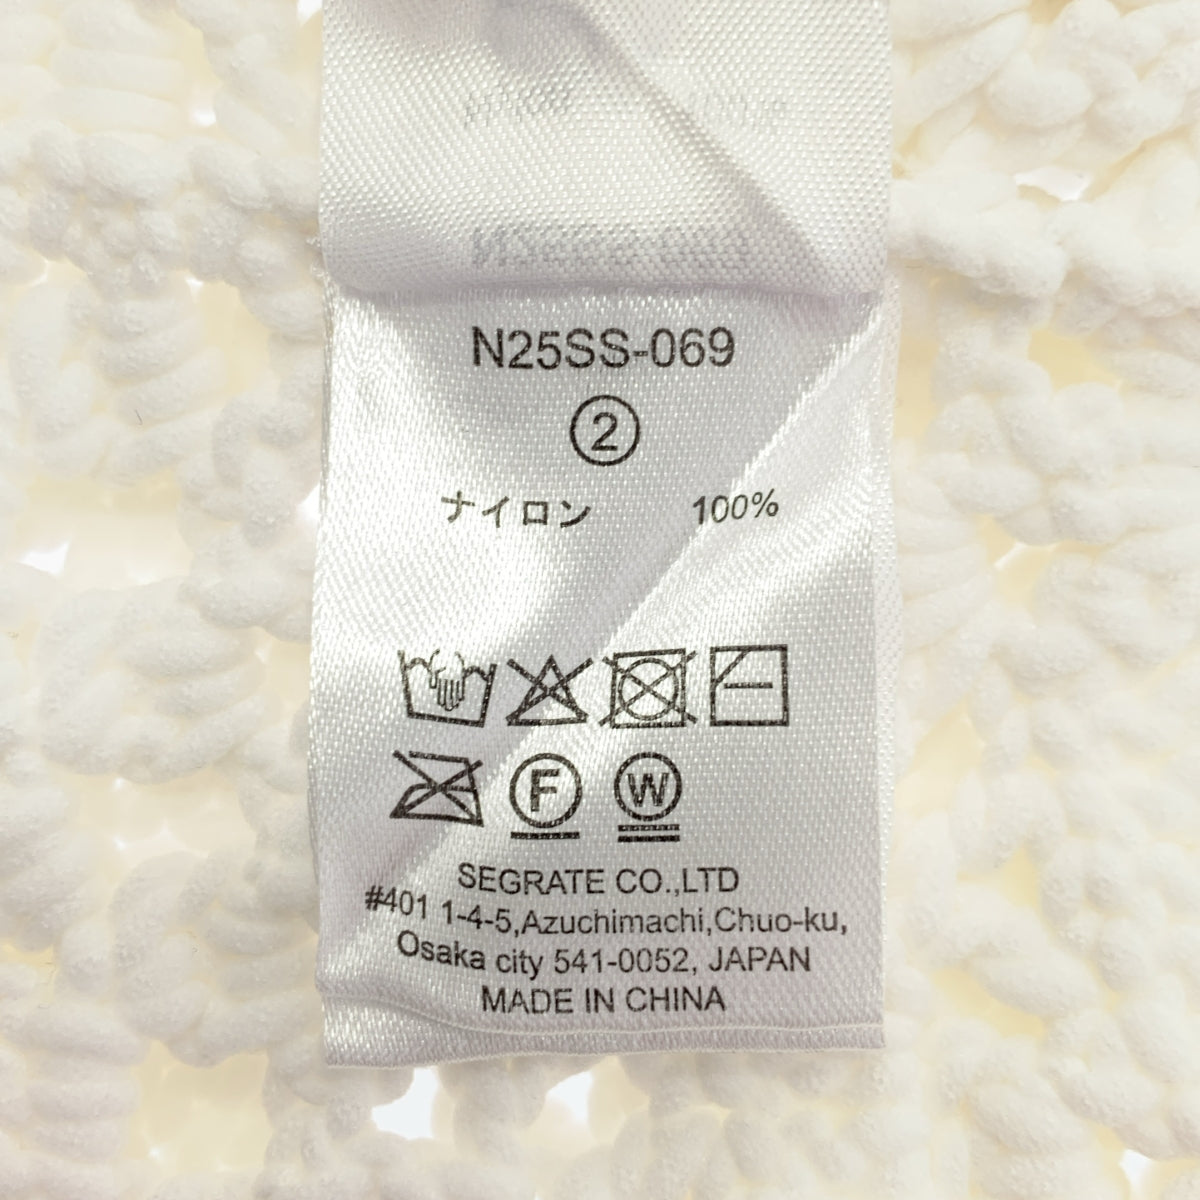 N25SS-069
②
ナイロン 100%
F W
SEGRATE CO.,LTD
#401 1-4-5,Azuchimachi,Chuo-ku,
Osaka city 541-0052, JAPAN
MADE IN CHINA